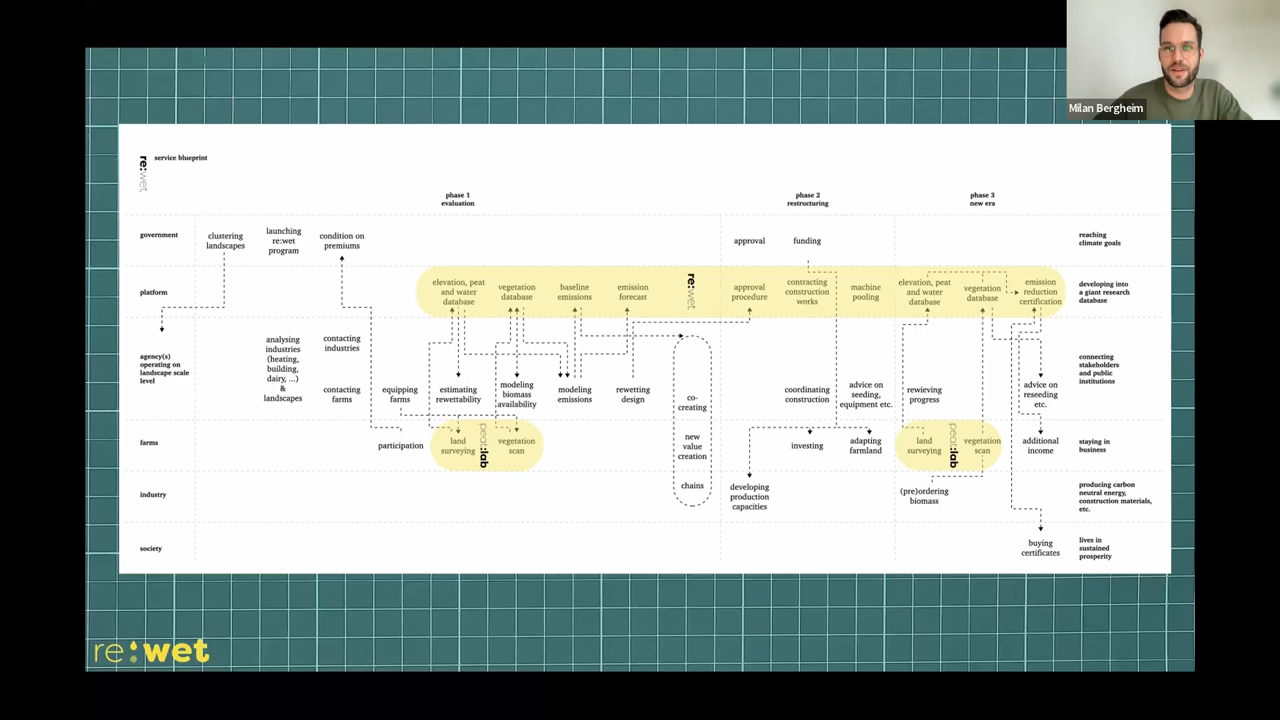 Milan Bergheim
re:wet
service blueprint
phase 1
evaluation
phase 2
restructuring
phase 3
new era
government
clustering
landscapes
launching
re:wet
program
condition on
premiums
approval
funding
reaching
climate goals
platform
elevation, peat
and water
database
vegetation
database
baseline
emissions
emission
forecast
re:wet
approval
procedure
contracting
construction
works
machine
pooling
elevation, peat
and water
database
vegetation
database
emission
reduction
certification
developing into
a giant research
database
agency(s)
operating on
landscape scale
level
analysing
industries
(heating,
building,
dairy, ...)
&
landscapes
contacting
industries
contacting
farms
equipping
farms
estimating
rewettability
modeling
biomass
availability
modeling
emissions
rewetting
design
co-
creating
new
value
creation
chains
coordinating
construction
advice on
seeding,
equipment etc.
rewieving
progress
advice on
reseeding
etc.
connecting
stakeholders
and public
institutions
farms
participation
land
surveying
peat:lab
vegetation
scan
investing
adapting
farmland
land
surveying
peat:lab
vegetation
scan
additional
income
staying in
business
industry
developing
production
capacities
(pre)ordering
biomass
producing carbon
neutral energy,
construction materials,
etc.
society
buying
certificates
lives in
sustained
prosperity
re:wet